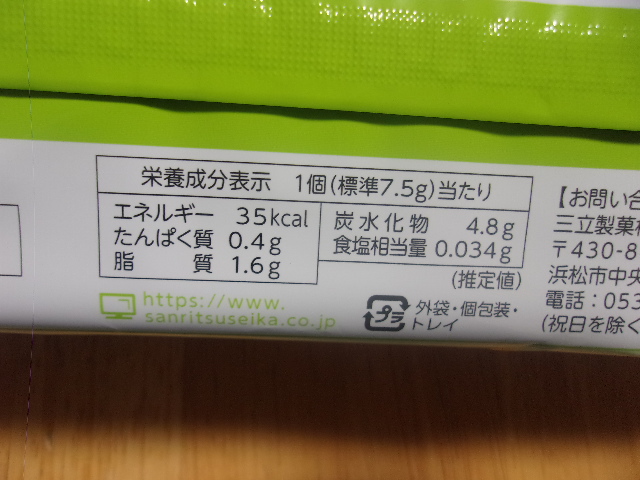 栄養成分表示 1個(標準7.5g)当たり
エネルギー 35kcal
たんぱく質 0.4g
脂質 1.6g
炭水化物 4.8g
食塩相当量 0.034g
(推定値)
https://www.
sanritsuseika.co.jp
プラ
外袋・個包装・
トレイ
【お問い合
三立製菓
〒430-8
浜松市中央
電話:053
(祝日を除く